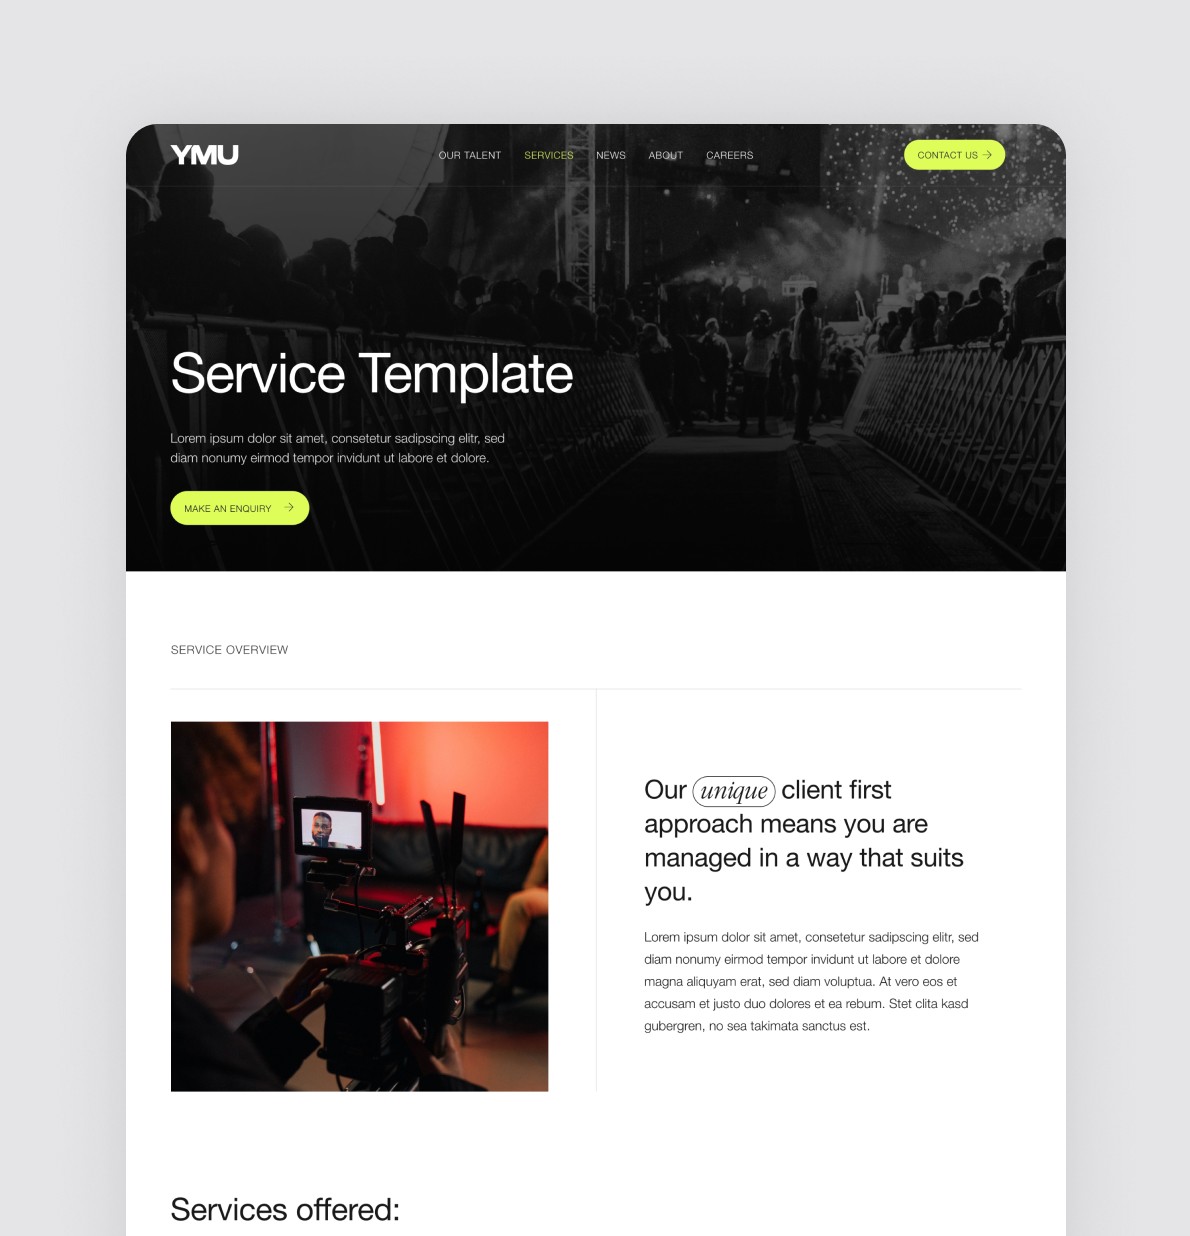 YMU
OUR TALENT SERVICES NEWS ABOUT CAREERS
CONTACT US
Service Template
Lorem ipsum dolor sit amet, consetetur sadipscing elitr, sed
diam nonumy eirmod tempor invidunt ut labore et dolore.
MAKE AN ENQUIRY
SERVICE OVERVIEW
Our unique client first
approach means you are
managed in a way that suits
you.
Lorem ipsum dolor sit amet, consetetur sadipscing elitr, sed
diam nonumy eirmod tempor invidunt ut labore et dolore
magna aliquyam erat, sed diam voluptua. At vero eos et
accusam et justo duo dolores et ea rebum. Stet clita kasd
gubergren, no sea takimata sanctus est.
Services offered: